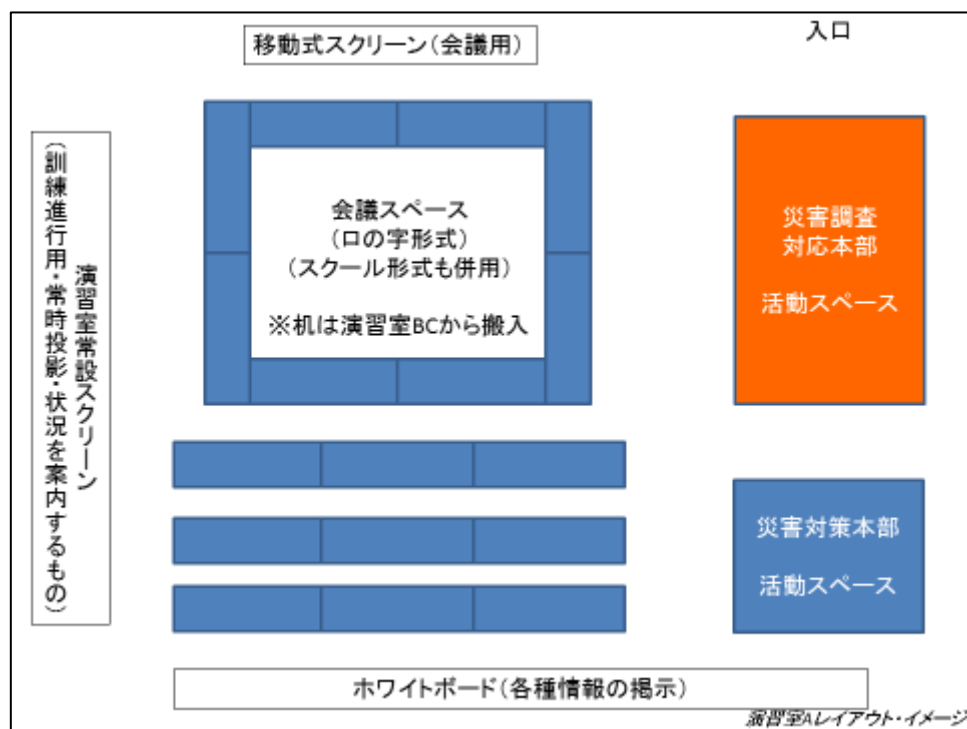 移動式スクリーン(会議用)
入口
演習室常設スクリーン
(訓練進行用・常時投影・状況を案内するもの)
会議スペース
(ロの字形式)
(スクール形式も併用)
※机は演習室BCから搬入
災害調査
対応本部
活動スペース
災害対策本部
活動スペース
ホワイトボード(各種情報の掲示)
演習室Aレイアウト・イメージ